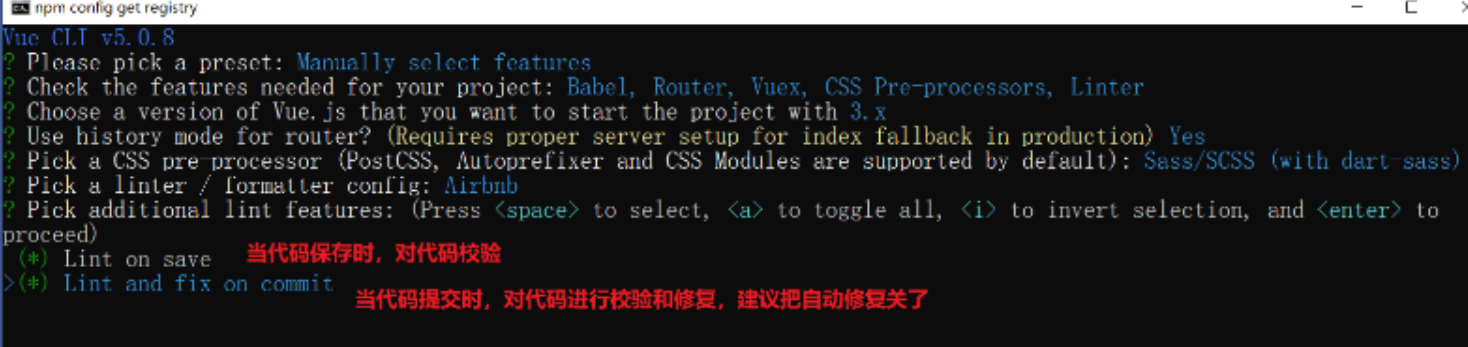 npm config get registry
Vue CLI v5.0.8
? Please pick a preset: Manually select features
? Check the features needed for your project: Babel, Router, Vuex, CSS Pre-processors, Linter
? Choose a version of Vue.js that you want to start the project with 3.x
? Use history mode for router? (Requires proper server setup for index fallback in production) Yes
? Pick a CSS pre-processor (PostCSS, Autoprefixer and CSS Modules are supported by default): Sass/SCSS (with dart-sass)
? Pick a linter / formatter config: Airbnb
? Pick additional lint features: (Press <space> to select, <a> to toggle all, <i> to invert selection, and <enter> to
proceed)
(*) Lint on save 当代码保存时，对代码校验
>(*) Lint and fix on commit 当代码提交时，对代码进行校验和修复，建议把自动修复关了